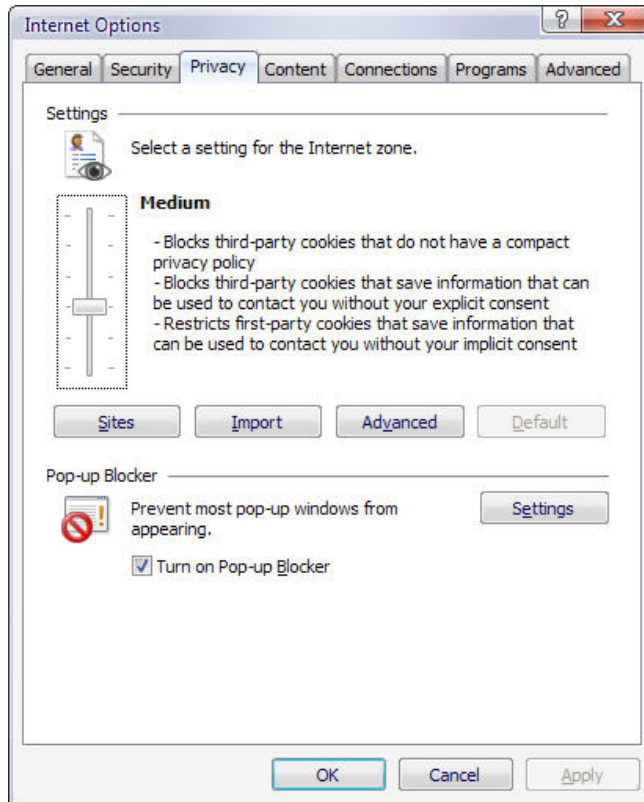 Internet Options
General Security Privacy Content Connections Programs Advanced
Settings
Select a setting for the Internet zone.
Medium
- Blocks third-party cookies that do not have a compact
privacy policy
- Blocks third-party cookies that save information that can
be used to contact you without your explicit consent
- Restricts first-party cookies that save information that
can be used to contact you without your implicit consent
Sites Import Advanced Default
Pop-up Blocker
Prevent most pop-up windows from
appearing.
Settings
Turn on Pop-up Blocker
OK Cancel Apply